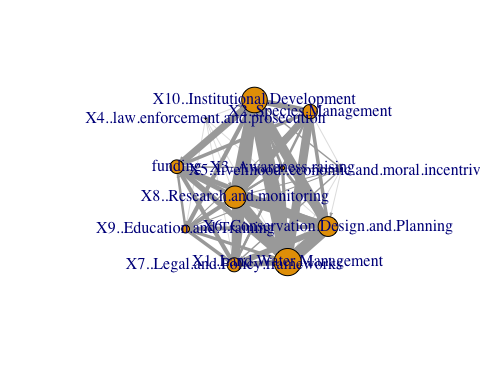 X10..Institutional.Development
X2..Species.Management
X4..law.enforcement.and.prosecution
funding
X3..Awareness.raising
X5..livelihood..economic.and.moral.incentiv
X8..Research.and.monitoring
X9..Education.and.Training
X6..Conservation.Design.and.Planning
X1..Land.Water.Management
X7..Legal.and.Policy.frameworks